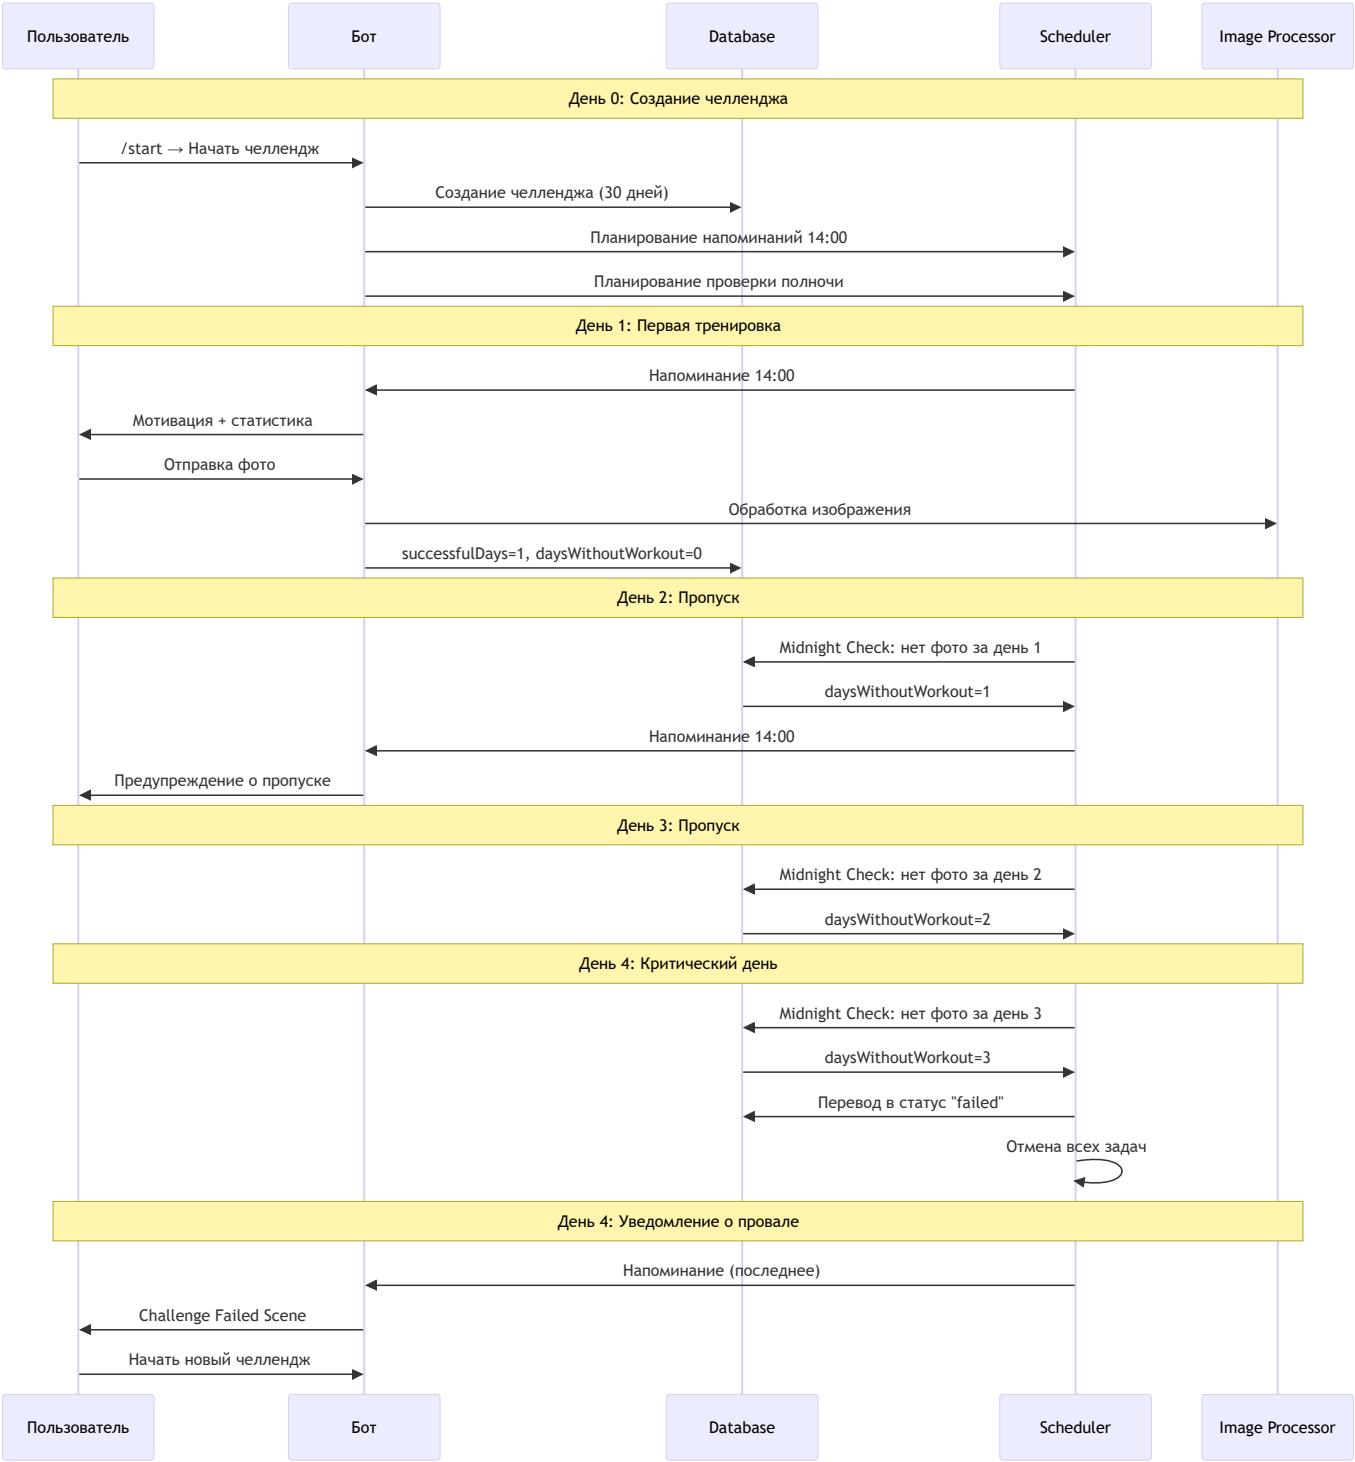 Пользователь
Бот
Database
Scheduler
Image Processor
День 0: Создание челленджа
/start → Начать челлендж
Создание челленджа (30 дней)
Планирование напоминаний 14:00
Планирование проверки полночи
День 1: Первая тренировка
Напоминание 14:00
Мотивация + статистика
Отправка фото
Обработка изображения
successfulDays=1, daysWithoutWorkout=0
День 2: Пропуск
Midnight Check: нет фото за день 1
daysWithoutWorkout=1
Напоминание 14:00
Предупреждение о пропуске
День 3: Пропуск
Midnight Check: нет фото за день 2
daysWithoutWorkout=2
День 4: Критический день
Midnight Check: нет фото за день 3
daysWithoutWorkout=3
Перевод в статус "failed"
Отмена всех задач
День 4: Уведомление о провале
Напоминание (последнее)
Challenge Failed Scene
Начать новый челлендж
Пользователь
Бот
Database
Scheduler
Image Processor